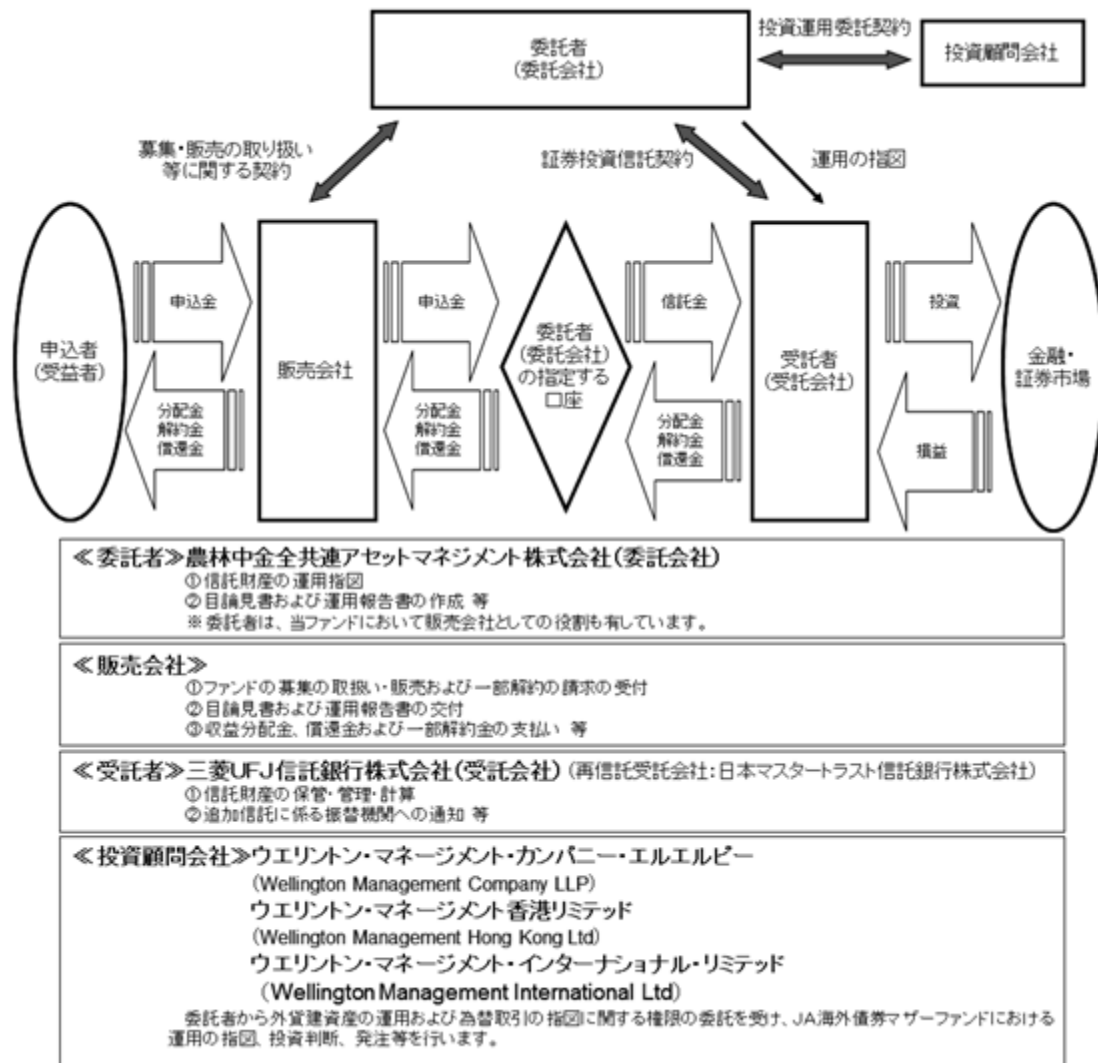 委託者
(委託会社)
投資運用委託契約
投資顧問会社
募集・販売の取り扱い
等に関する契約
証券投資信託契約
運用の指図
申込者
(受益者)
申込金
分配金
解約金
償還金
販売会社
申込金
分配金
解約金
償還金
委託者
(委託会社)
の指定する
口座
信託金
分配金
解約金
償還金
受託者
(受託会社)
投資
損益
金融・
証券市場
≪委託者≫農林中金全共連アセットマネジメント株式会社(委託会社)
①信託財産の運用指図
②目論見書および運用報告書の作成 等
※委託者は、当ファンドにおいて販売会社としての役割も有しています。
≪販売会社≫
①ファンドの募集の取扱い・販売および一部解約の請求の受付
②目論見書および運用報告書の交付
③収益分配金、償還金および一部解約金の支払い 等
≪受託者≫三菱UFJ信託銀行株式会社(受託会社)(再信託受託会社:日本マスタートラスト信託銀行株式会社)
①信託財産の保管・管理・計算
②追加信託に係る振替機関への通知 等
≪投資顧問会社≫ウエリントン・マネージメント・カンパニー・エルエルピー
(Wellington Management Company LLP)
ウエリントン・マネージメント香港リミテッド
(Wellington Management Hong Kong Ltd)
ウエリントン・マネージメント・インターナショナル・リミテッド
(Wellington Management International Ltd)
委託者から外貨建資産の運用および為替取引の指図に関する権限の委託を受け、JA海外債券マザーファンドにおける
運用の指図、投資判断、発注等を行います。